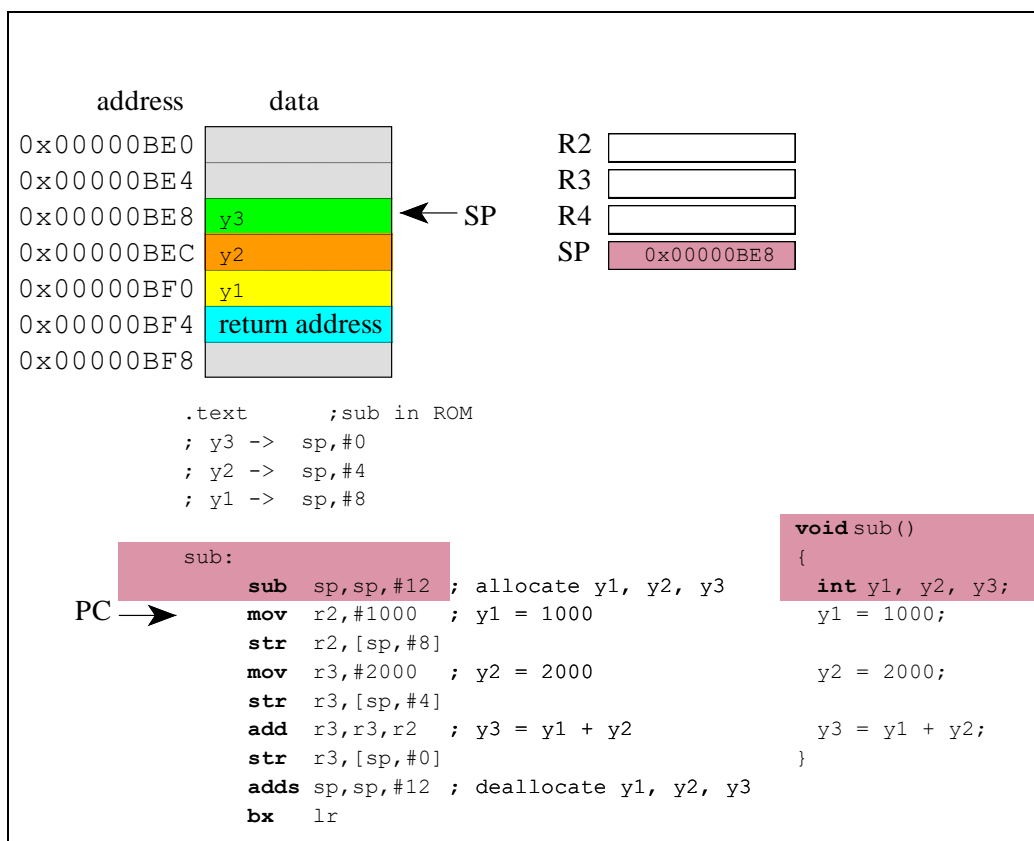 address data
0x00000BE0
0x00000BE4
0x00000BE8 y3 SP
0x00000BEC y2
0x00000BF0 y1
0x00000BF4 return address
0x00000BF8
R2
R3
R4
SP 0x00000BE8
.text ;sub in ROM
; y3 -> sp,#0
; y2 -> sp,#4
; y1 -> sp,#8
sub:
sub sp,sp,#12 ; allocate y1, y2, y3
PC mov r2,#1000 ; y1 = 1000
str r2,[sp,#8]
mov r3,#2000 ; y2 = 2000
str r3,[sp,#4]
add r3,r3,r2 ; y3 = y1 + y2
str r3,[sp,#0]
adds sp,sp,#12 ; deallocate y1, y2, y3
bx lr
void sub()
{
int y1, y2, y3;
y1 = 1000;
y2 = 2000;
y3 = y1 + y2;
}